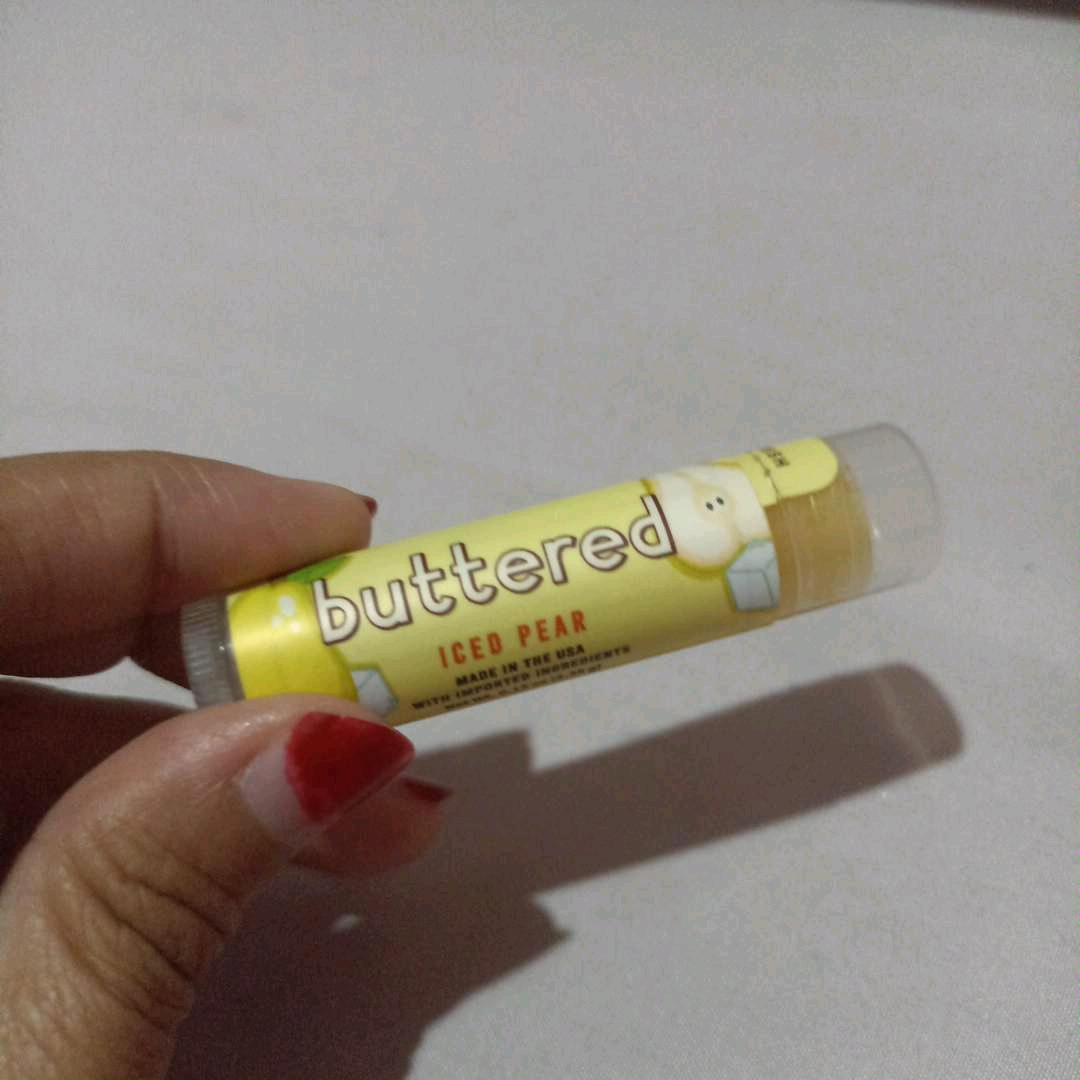 buttered
ICED PEAR
MADE IN THE USA
WITH IMPORTED INGREDIENTS